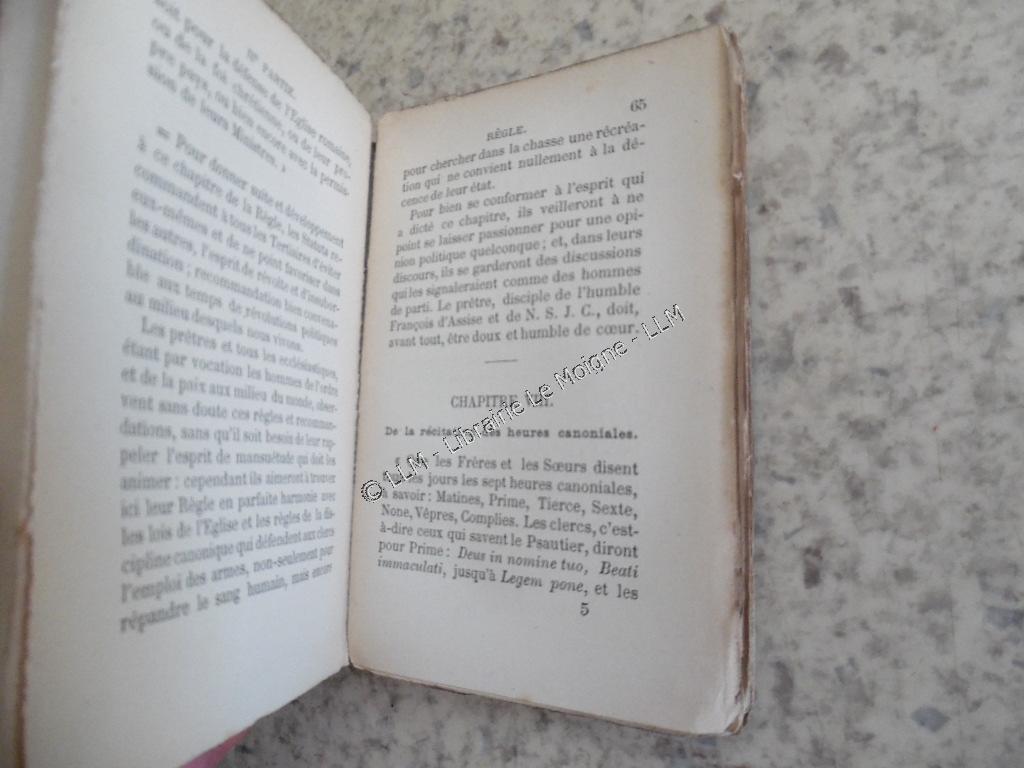 IIe PARTIE.
soit pour la défense de l'Eglise romaine,
ou de la foi chrétienne, ou de leur pro-
pre pays, ou bien encore avec la permis-
sion de leurs Ministres. »
= Pour donner suite et développement
à ce chapitre de la Règle, les Statuts re-
commandent à tous les Tertiaires d'éviter
eux-mêmes et de ne point favoriser dans
les autres, l'esprit de révolte et d'insubor-
dination ; recommandation bien convena-
ble aux temps de révolutions politiques
au milieu desquels nous vivons.
Les prêtres et tous les ecclésiastiques,
étant par vocation les hommes de l'ordre
et de la paix au milieu du monde, obser-
vent sans doute ces règles et recomman-
dations, sans qu'il soit besoin de leur rap-
peler l'esprit de mansuétude qui doit les
animer : cependant ils aimeront à trouver
ici leur Règle en parfaite harmonie avec
les lois de l'Eglise et les règles de la dis-
cipline canonique qui défendent aux clercs
l'emploi des armes, non-seulement pour
répandre le sang humain, mais encore
RÈGLE. 65
pour chercher dans la chasse une récréa-
tion qui ne convient nullement à la dé-
cence de leur état.
Pour bien se conformer à l'esprit qui
a dicté ce chapitre, ils veilleront à ne
point se laisser passionner pour une opi-
nion politique quelconque ; et, dans leurs
discours, ils se garderont des discussions
qui les signaleraient comme des hommes
de parti. Le prêtre, disciple de l'humble
François d'Assise et de N. S. J. C., doit,
avant tout, être doux et humble de cœur.
CHAPITRE
De la récitation des heures canoniales.
les Frères et les Sœurs disent
les jours les sept heures canoniales,
à savoir : Matines, Prime, Tierce, Sexte,
None, Vêpres, Complies. Les clercs, c'est-
à-dire ceux qui savent le Psautier, diront
pour Prime : Deus in nomine tuo, Beati
immaculati, jusqu'à Legem pone, et les
5
© LLM - Librairie Le Moigne - LLM